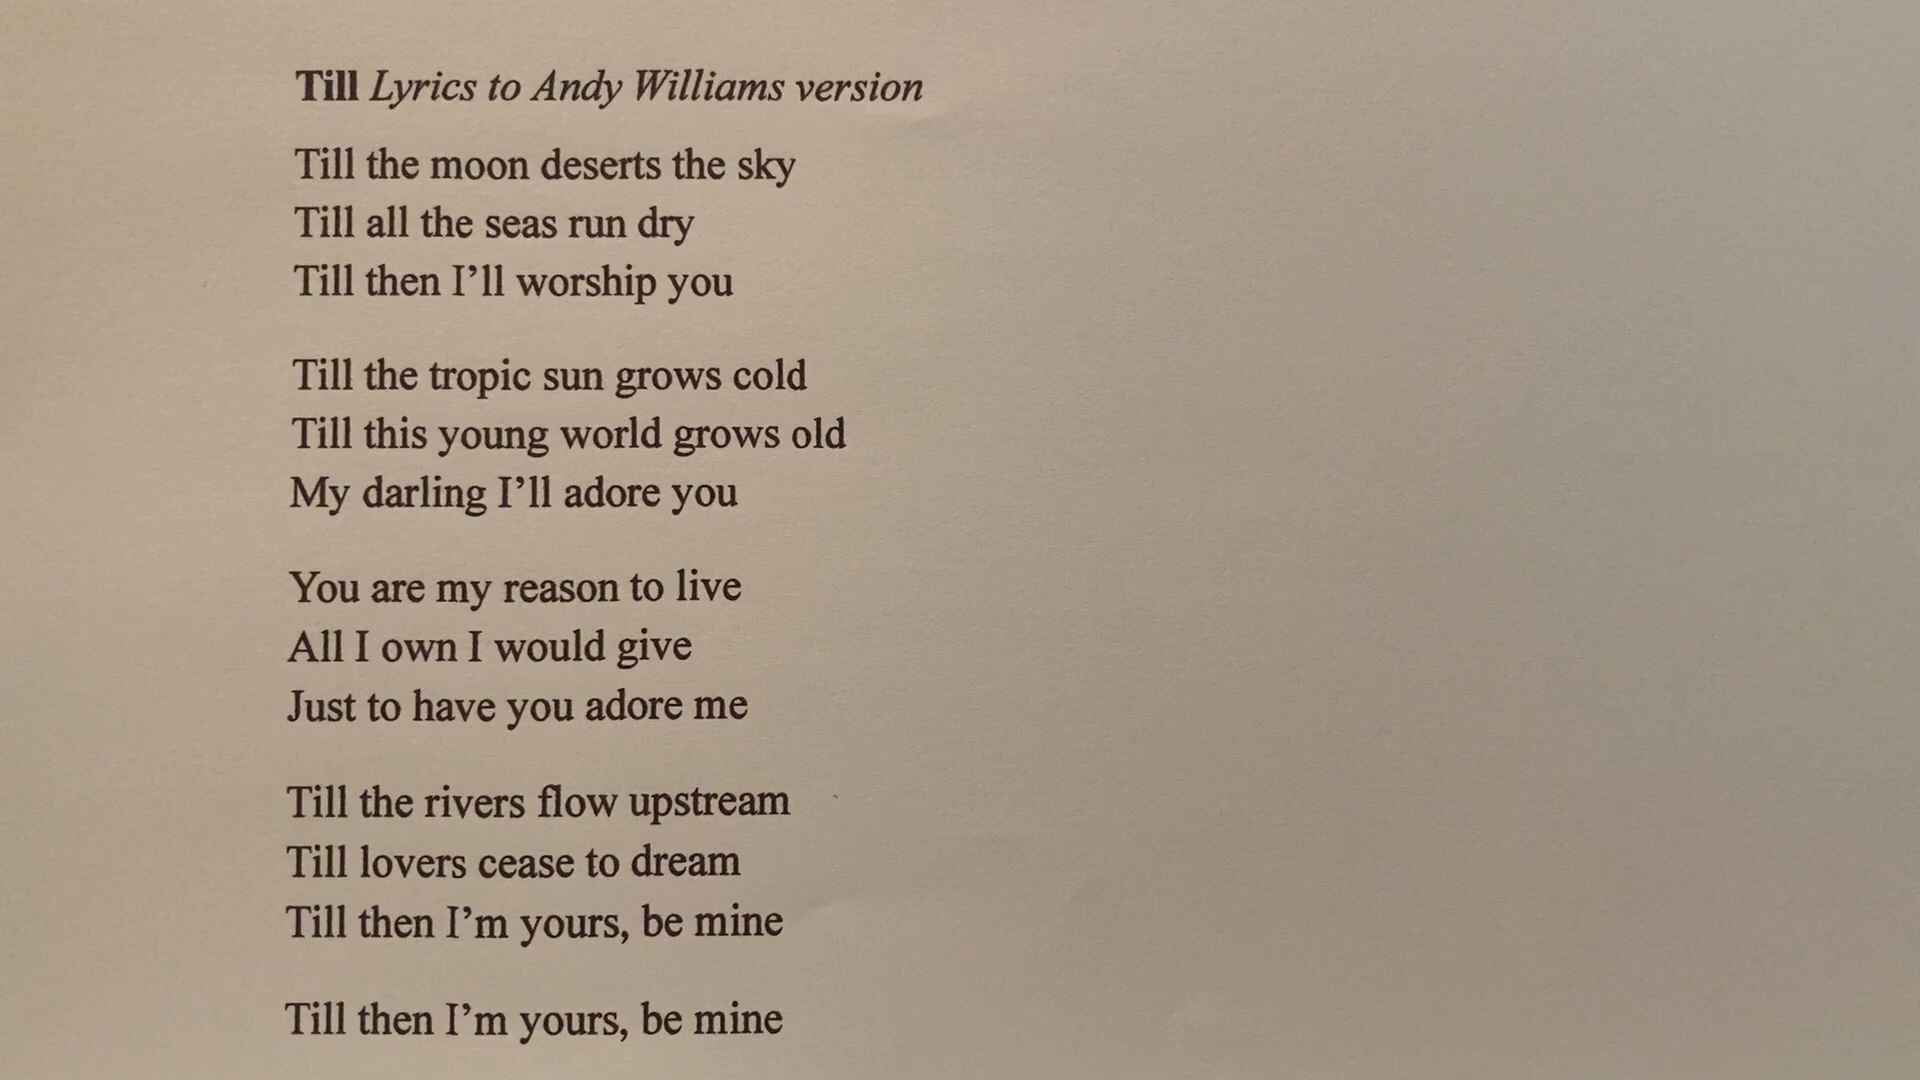 Till Lyrics to Andy Williams version
Till the moon deserts the sky
Till all the seas run dry
Till then I’ll worship you
Till the tropic sun grows cold
Till this young world grows old
My darling I’ll adore you
You are my reason to live
All I own I would give
Just to have you adore me
Till the rivers flow upstream
Till lovers cease to dream
Till then I’m yours, be mine
Till then I’m yours, be mine